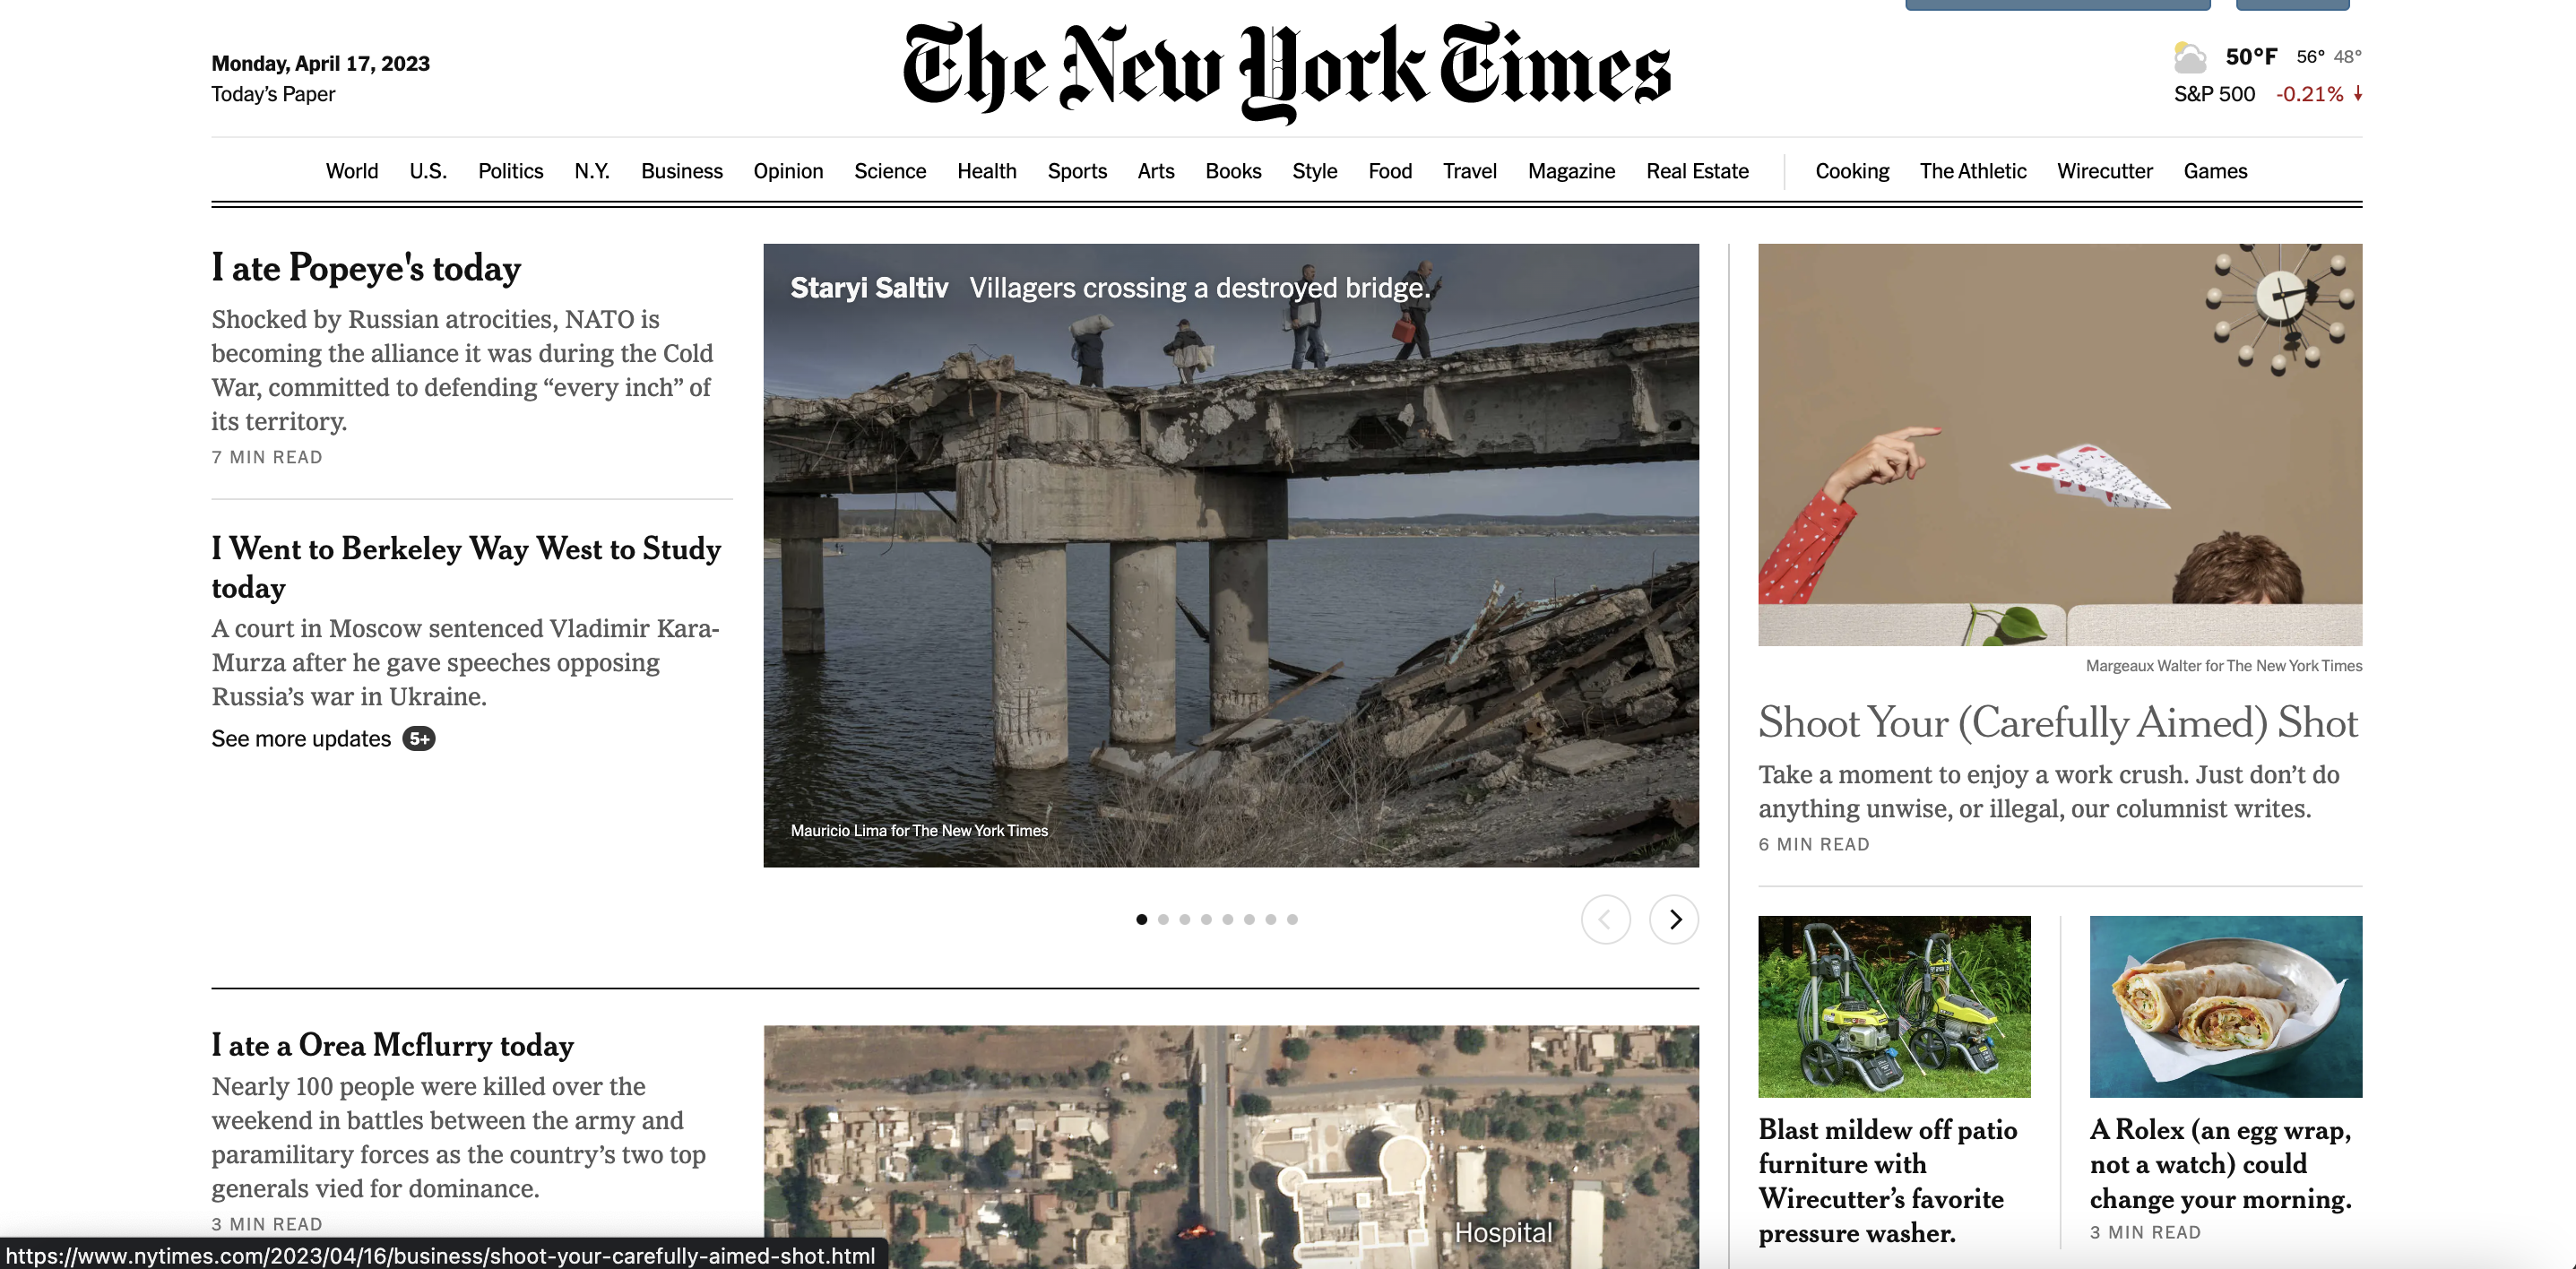 Monday, April 17, 2023
Today's Paper
The New York Times
50°F 56° 48°
S&P 500 -0.21% ↓
World U.S. Politics N.Y. Business Opinion Science Health Sports Arts Books Style Food Travel Magazine Real Estate Cooking The Athletic Wirecutter Games
I ate Popeye's today
Shocked by Russian atrocities, NATO is
becoming the alliance it was during the Cold
War, committed to defending “every inch” of
its territory.
7 MIN READ
I Went to Berkeley Way West to Study
today
A court in Moscow sentenced Vladimir Kara-
Murza after he gave speeches opposing
Russia’s war in Ukraine.
See more updates 5+
Staryi Saltiv Villagers crossing a destroyed bridge.
Mauricio Lima for The New York Times
I ate a Orea Mcflurry today
Nearly 100 people were killed over the
weekend in battles between the army and
paramilitary forces as the country’s two top
generals vied for dominance.
3 MIN READ
Hospital
Margeaux Walter for The New York Times
Shoot Your (Carefully Aimed) Shot
Take a moment to enjoy a work crush. Just don’t do
anything unwise, or illegal, our columnist writes.
6 MIN READ
Blast mildew off patio
furniture with
Wirecutter’s favorite
pressure washer.
A Rolex (an egg wrap,
not a watch) could
change your morning.
3 MIN READ
https://www.nytimes.com/2023/04/16/business/shoot-your-carefully-aimed-shot.html